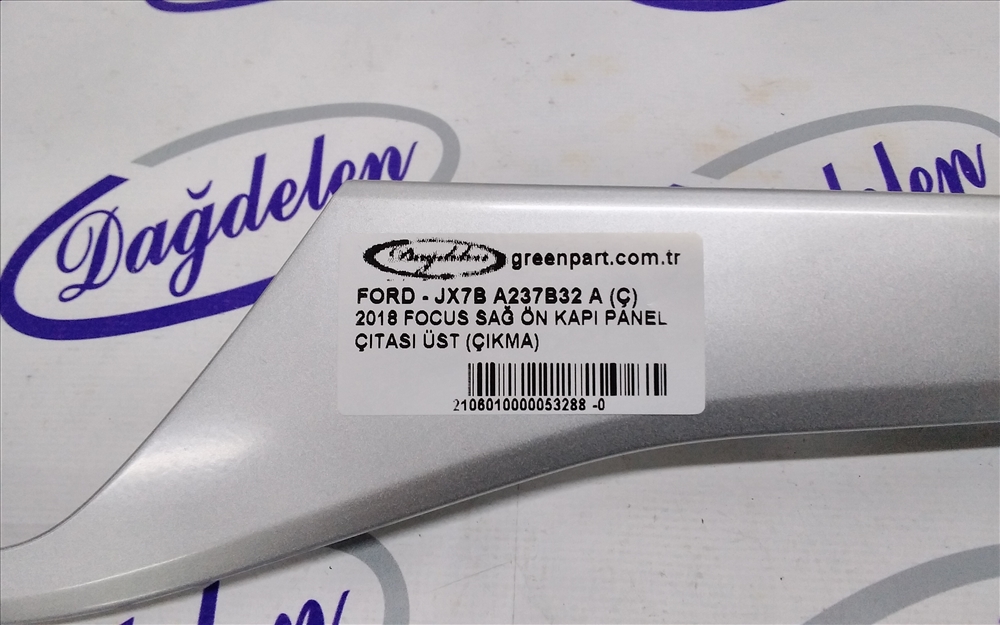 Dağdelen
greenpart.com.tr
FORD - JX7B A237B32 A (Ç)
2018 FOCUS SAĞ ÖN KAPI PANEL
ÇITASI ÜST (ÇIKMA)
2106010000053288 -0